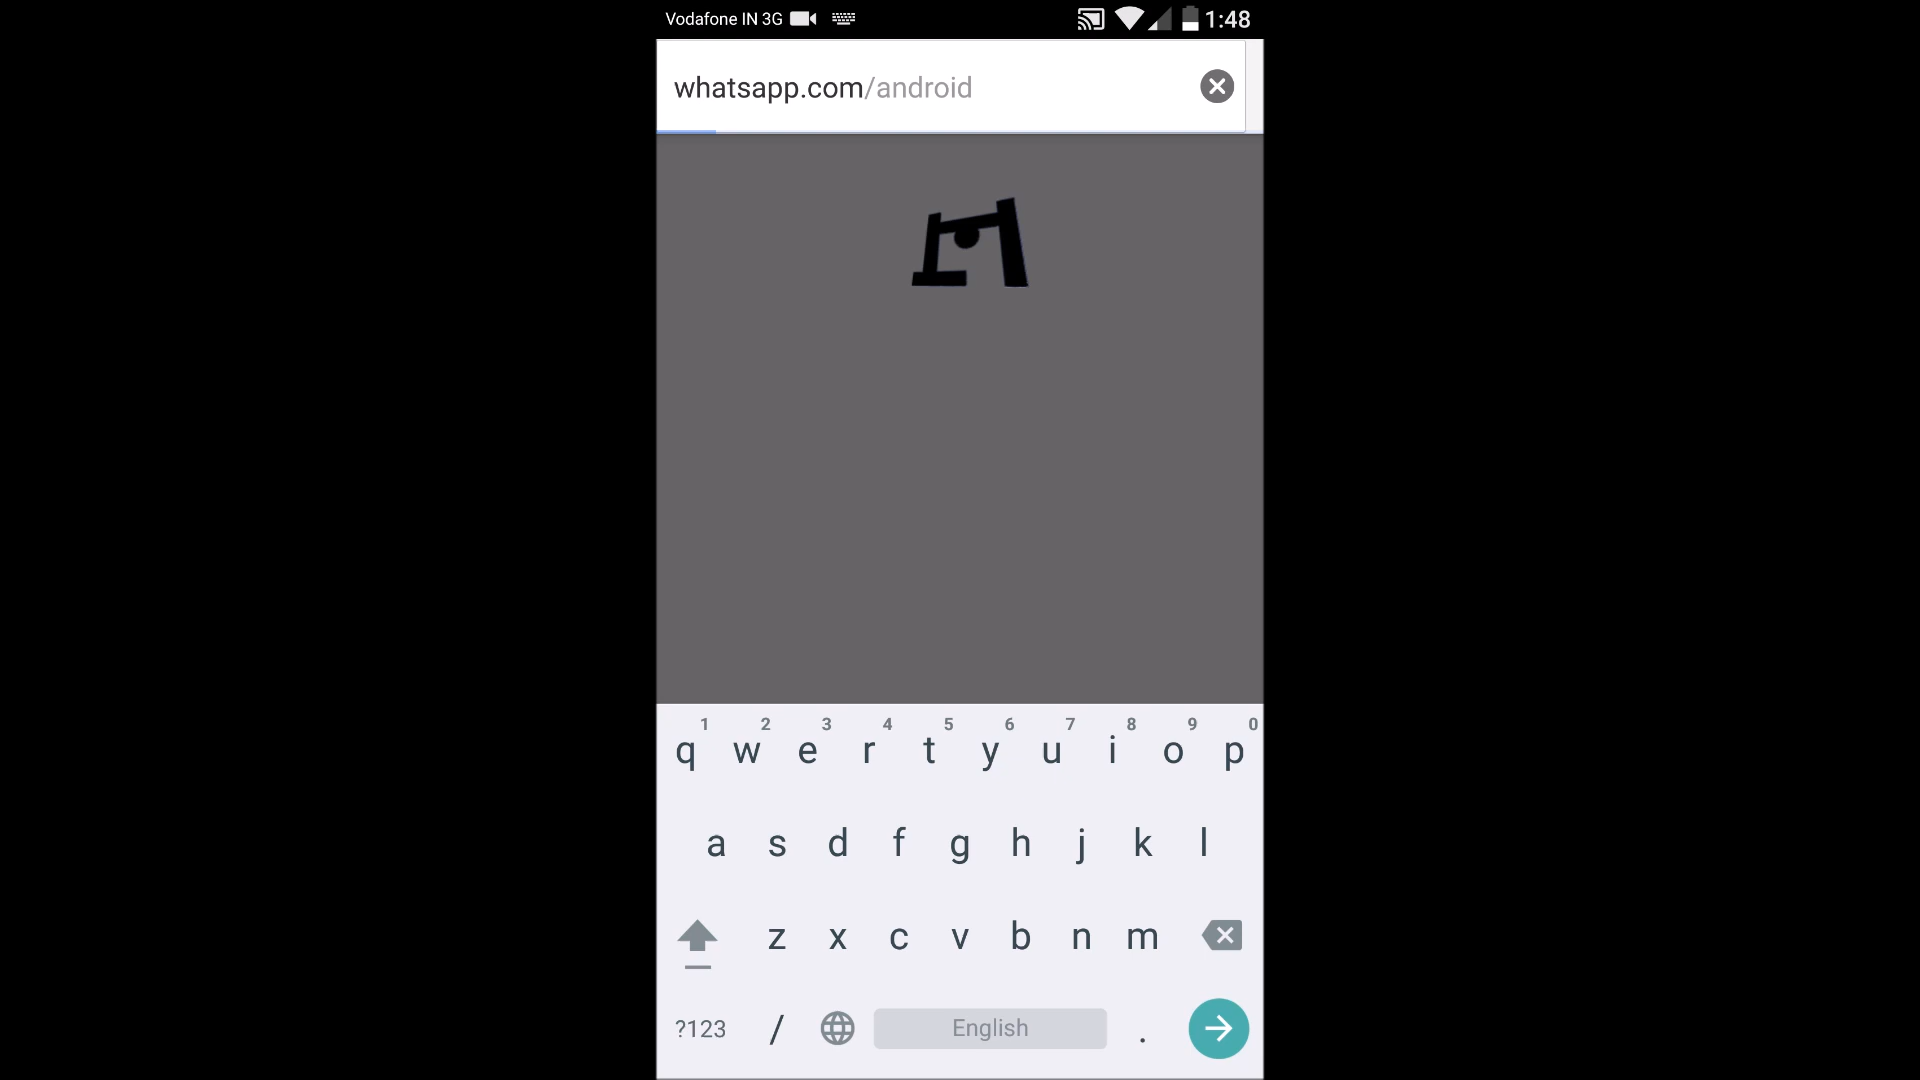 Vodafone IN 3G 1:48
whatsapp.com/android
1 2 3 4 5 6 7 8 9 0
q w e r t y u i o p
a s d f g h j k l
z x c v b n m
?123 / English .